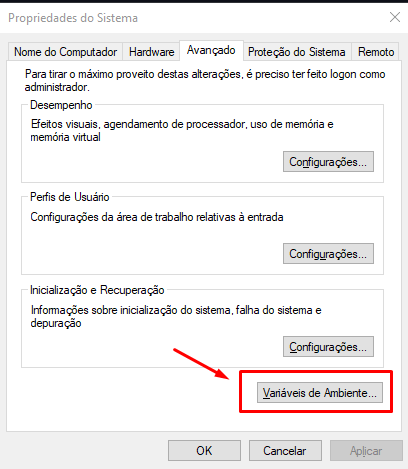 Propriedades do Sistema
Nome do Computador Hardware Avançado Proteção do Sistema Remoto
Para tirar o máximo proveito destas alterações, é preciso ter feito logon como
administrador.
Desempenho
Efeitos visuais, agendamento de processador, uso de memória e
memória virtual
Configurações...
Perfis de Usuário
Configurações da área de trabalho relativas à entrada
Configurações...
Inicialização e Recuperação
Informações sobre inicialização do sistema, falha do sistema e
depuração
Configurações...
Variáveis de Ambiente...
OK Cancelar Aplicar